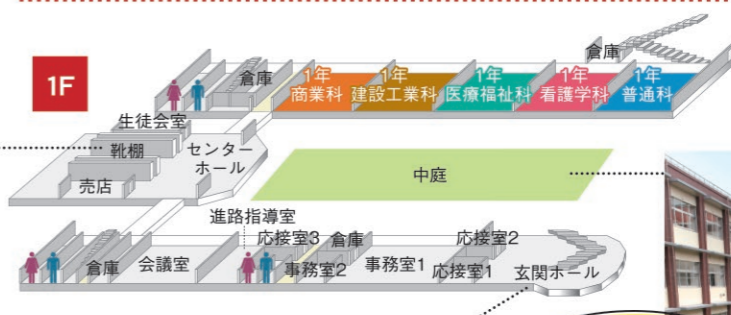 1F
倉庫
倉庫
1年
商業科
1年
建設工業科
1年
医療福祉科
1年
看護学科
1年
普通科
生徒会室
靴棚
センター
ホール
売店
中庭
進路指導室
応接室3
倉庫
応接室2
倉庫
会議室
事務室2
事務室1
応接室1
玄関ホール